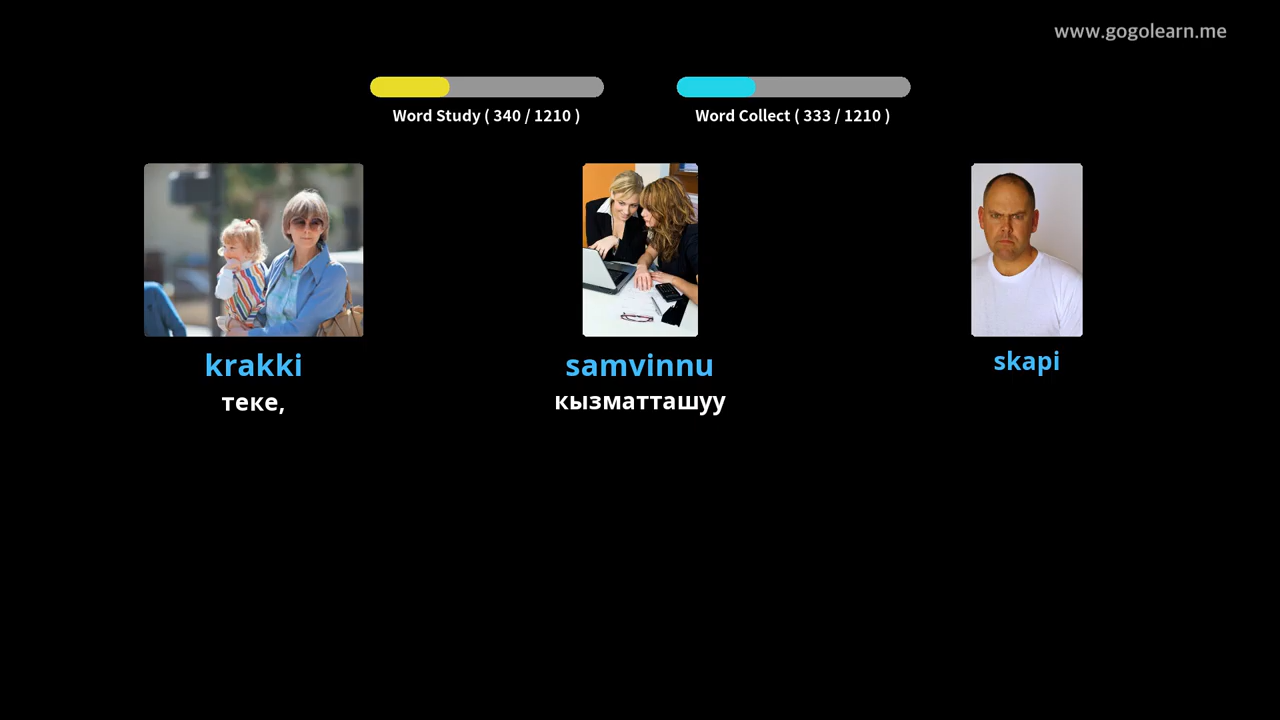 www.gogolearn.me
Word Study ( 340 / 1210 )
Word Collect ( 333 / 1210 )
krakki
samvinnu
skapi
теке,
кызматташуу